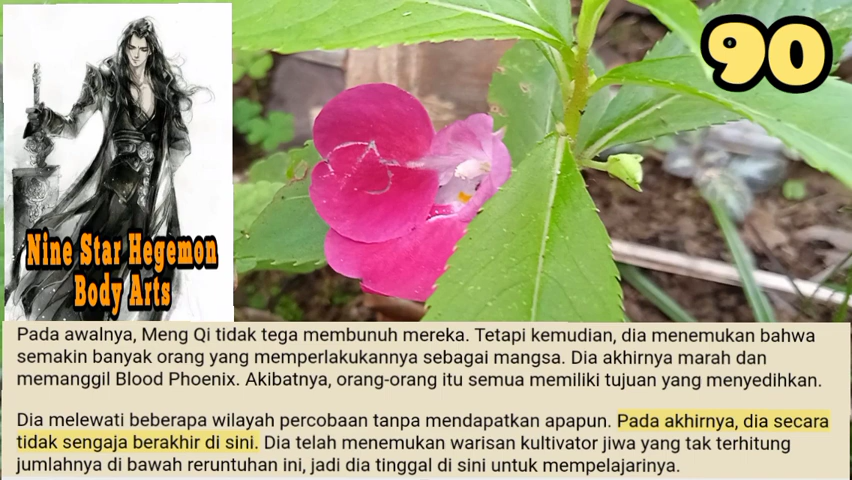 90
Nine Star Hegemon
Body Arts
Pada awalnya, Meng Qi tidak tega membunuh mereka. Tetapi kemudian, dia menemukan bahwa
semakin banyak orang yang memperlakukannya sebagai mangsa. Dia akhirnya marah dan
memanggil Blood Phoenix. Akibatnya, orang-orang itu semua memiliki tujuan yang menyedihkan.
Dia melewati beberapa wilayah percobaan tanpa mendapatkan apapun. Pada akhirnya, dia secara
tidak sengaja berakhir di sini. Dia telah menemukan warisan kultivator jiwa yang tak terhitung
jumlahnya di bawah reruntuhan ini, jadi dia tinggal di sini untuk mempelajarinya.